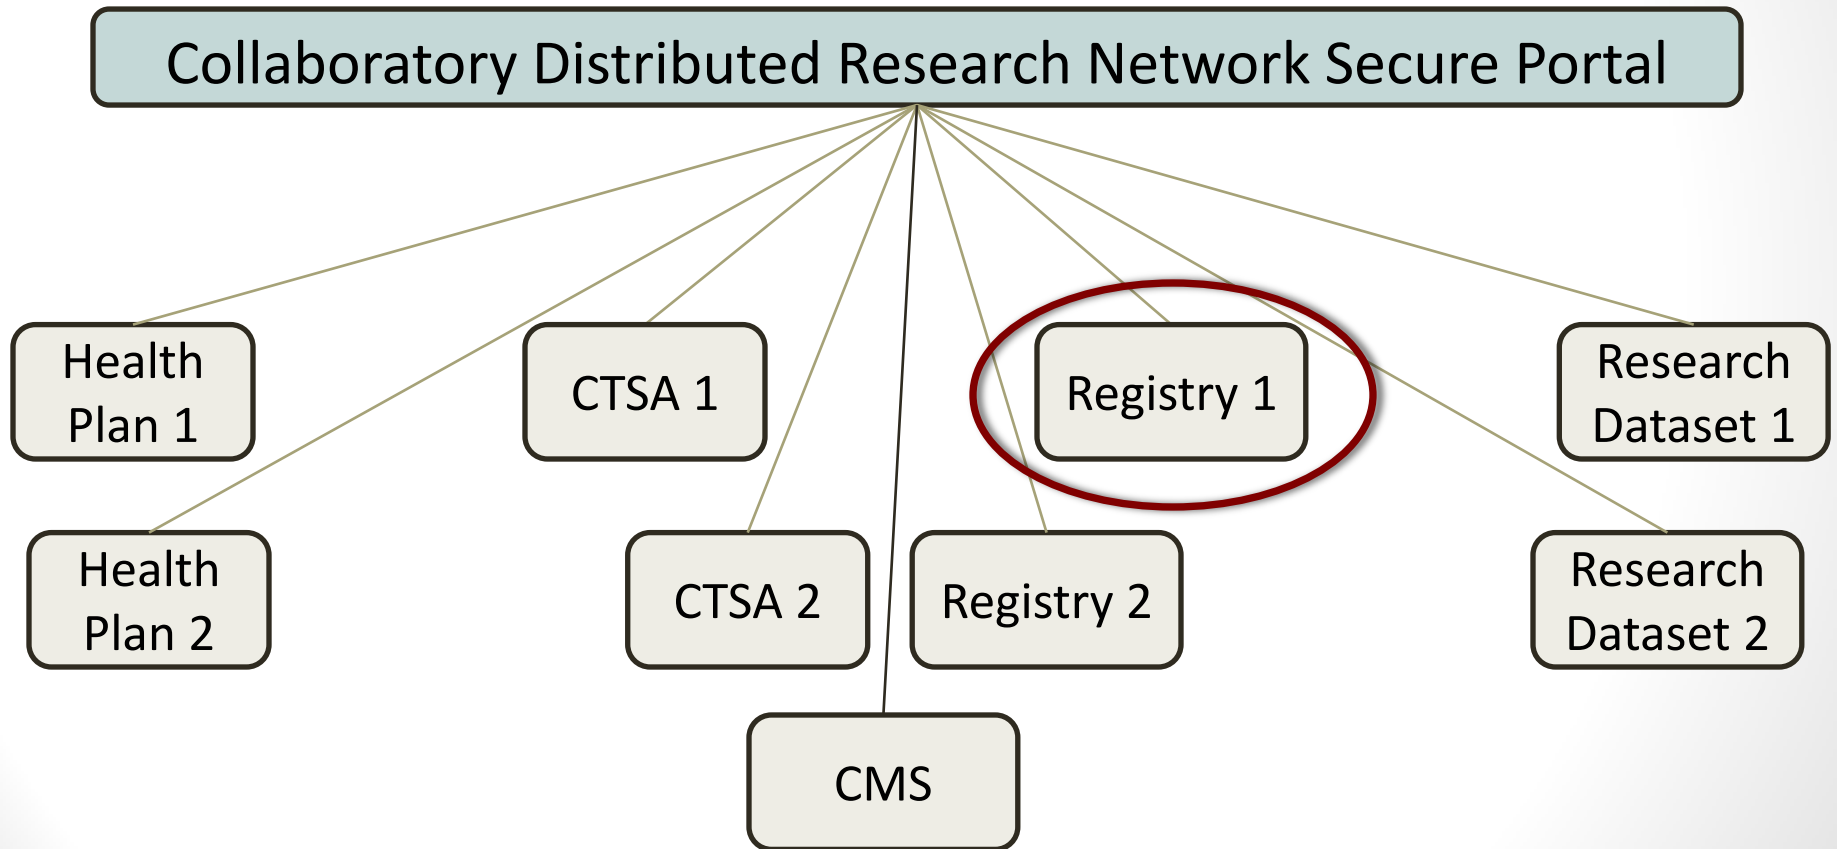 Collaboratory Distributed Research Network Secure Portal
Health
Plan 1
CTSA 1
Registry 1
Research
Dataset 1
Health
Plan 2
CTSA 2
Registry 2
Research
Dataset 2
CMS